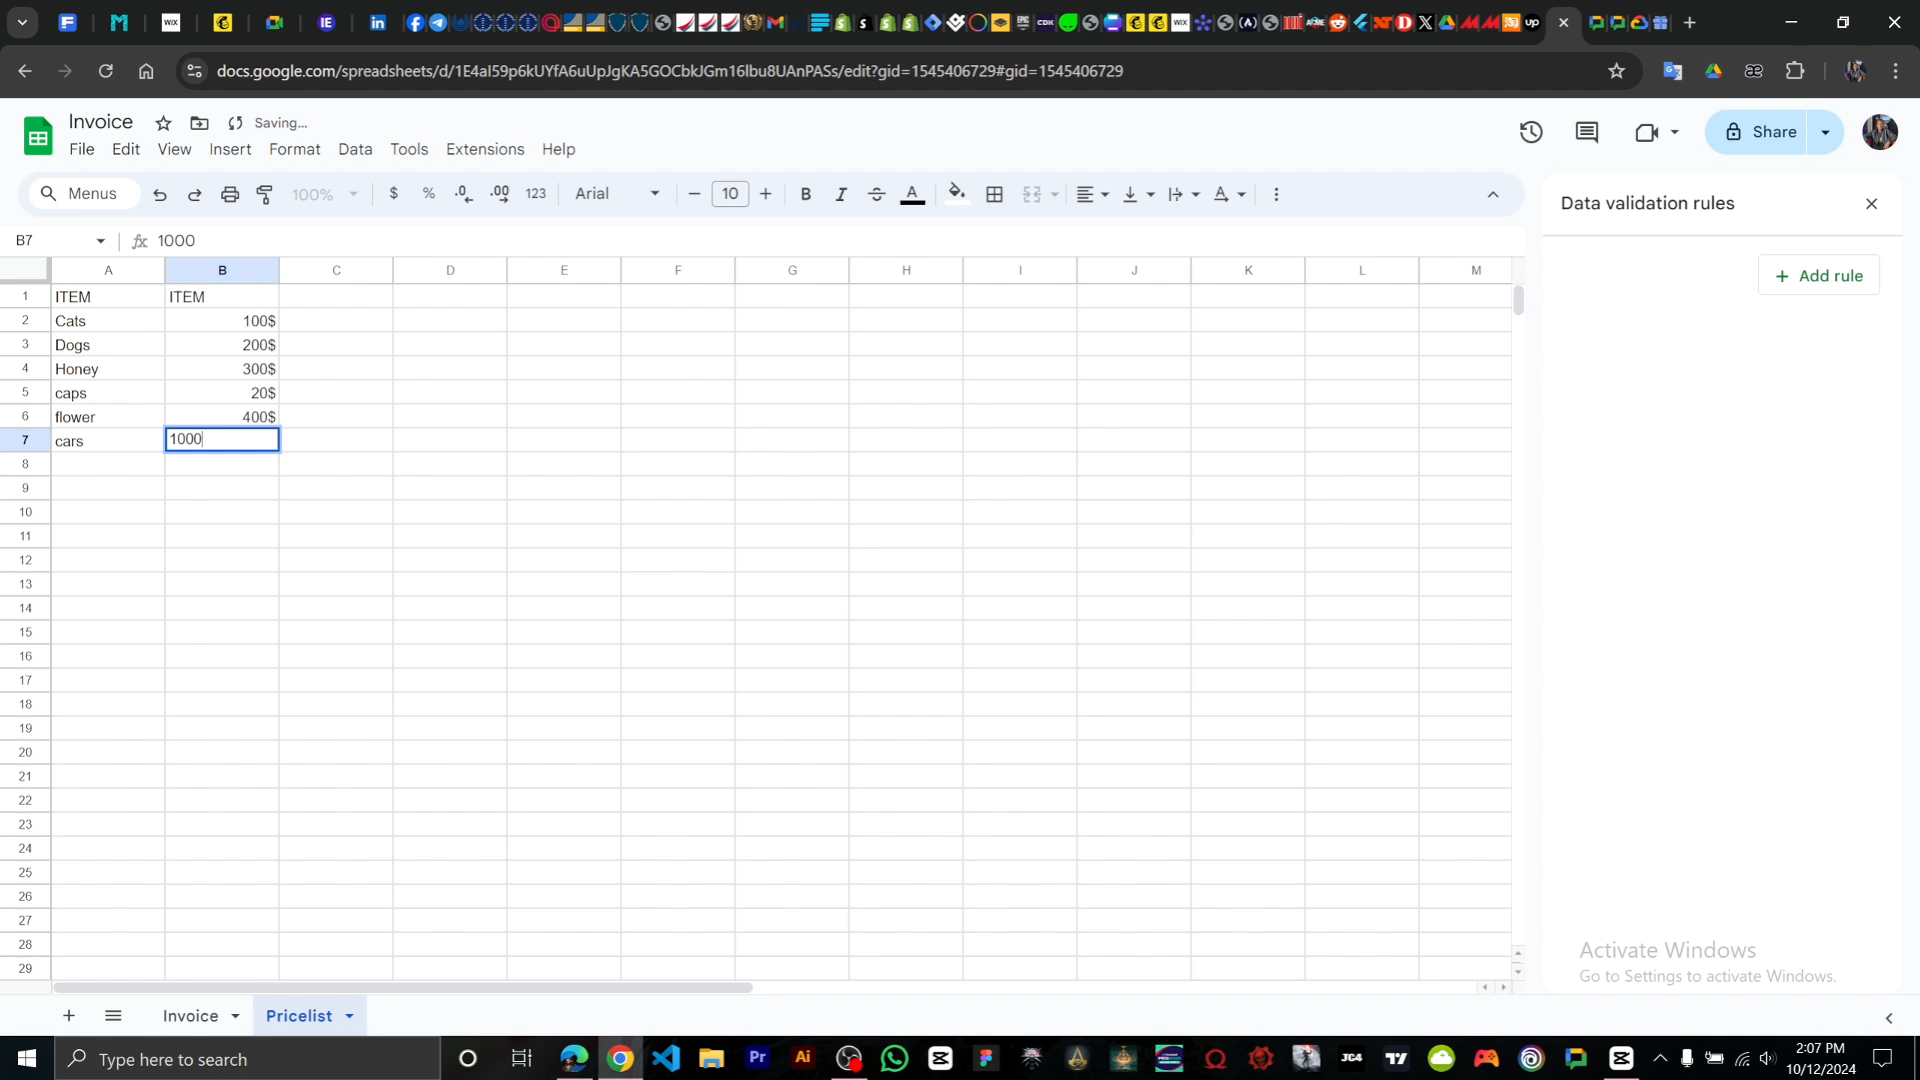 docs.google.com/spreadsheets/d/1E4aI59p6kUYfA6uUpJgKA5GOCbkJGm16lbu8UAnPASs/edit?gid=1545406729#gid=1545406729
Invoice Saving...
File Edit View Insert Format Data Tools Extensions Help
Share
Menus 100% $ % .0 .00 123 Arial 10 B I A
Data validation rules
B7 fx 1000
Add rule
A B C D E F G H I J K L M
1 ITEM ITEM
2 Cats 100$
3 Dogs 200$
4 Honey 300$
5 caps 20$
6 flower 400$
7 cars 1000
8
9
10
11
12
13
14
15
16
17
18
19
20
21
22
23
24
25
26
27
28
29
Activate Windows
Go to Settings to activate Windows.
Invoice Pricelist
Type here to search
2:07 PM
10/12/2024